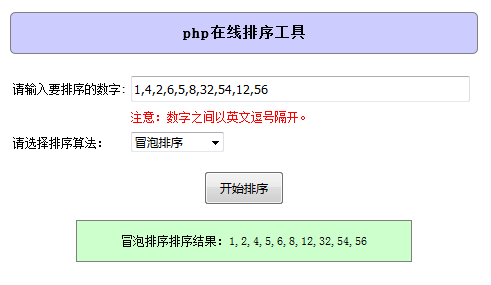 php在线排序工具
请输入要排序的数字: 1,4,2,6,5,8,32,54,12,56
注意：数字之间以英文逗号隔开。
请选择排序算法： 冒泡排序
开始排序
冒泡排序排序结果：1,2,4,5,6,8,12,32,54,56